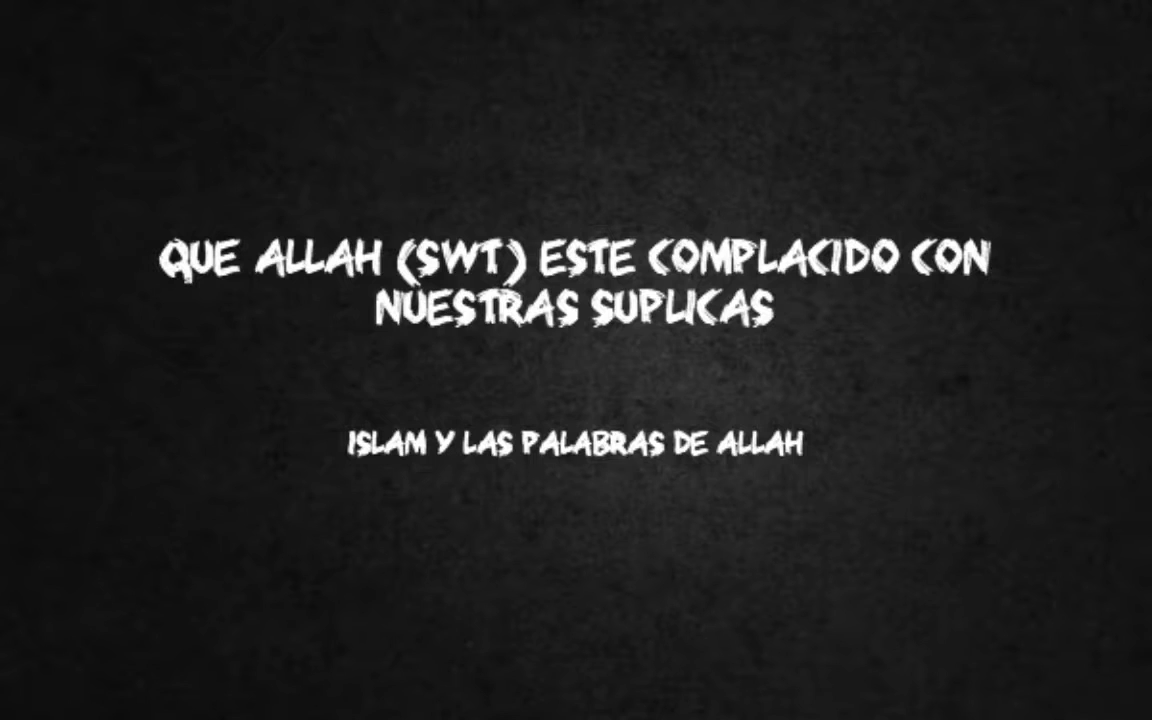 QUE ALLAH (SWT) ESTE COMPLACIDO CON
NUESTRAS SUPLICAS
ISLAM Y LAS PALABRAS DE ALLAH